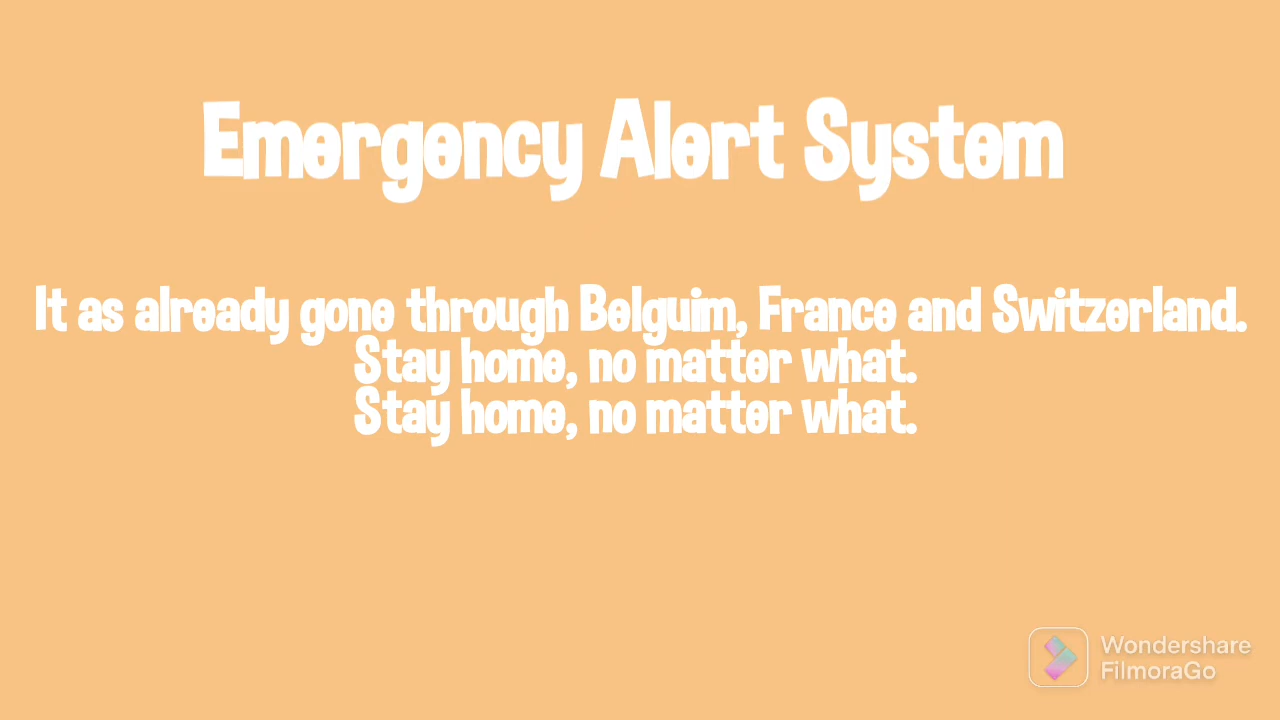 Emergency Alert System
It as already gone through Belguim, France and Switzerland.
Stay home, no matter what.
Stay home, no matter what.
Wondershare
FilmoraGo